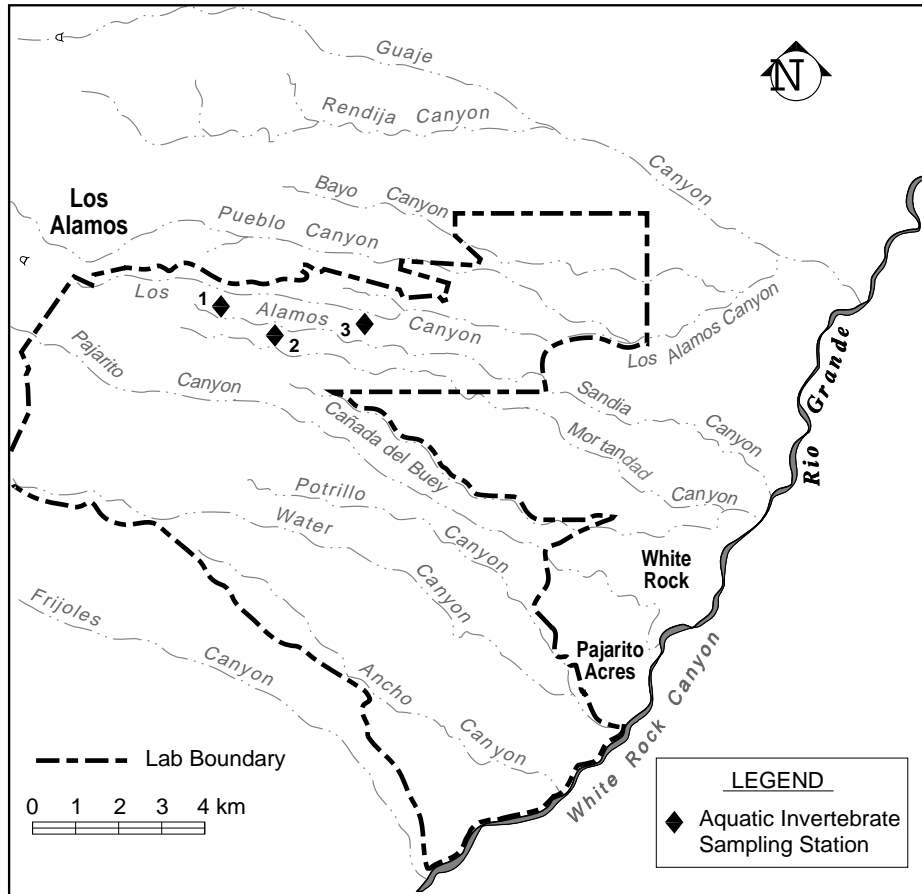 Guaje
Canyon
N
Rendija Canyon
Bayo Canyon
Los
Alamos
Pueblo Canyon
Los Alamos Canyon
1
2
3
Los Alamos Canyon
Rio Grande
Pajarito Canyon
Sandia Canyon
Cañada del Buey
Mortandad Canyon
Potrillo Canyon
Water Canyon
White
Rock
Frijoles Canyon
Pajarito
Acres
Ancho Canyon
White Rock Canyon
Lab Boundary
0 1 2 3 4 km
LEGEND
Aquatic Invertebrate
Sampling Station